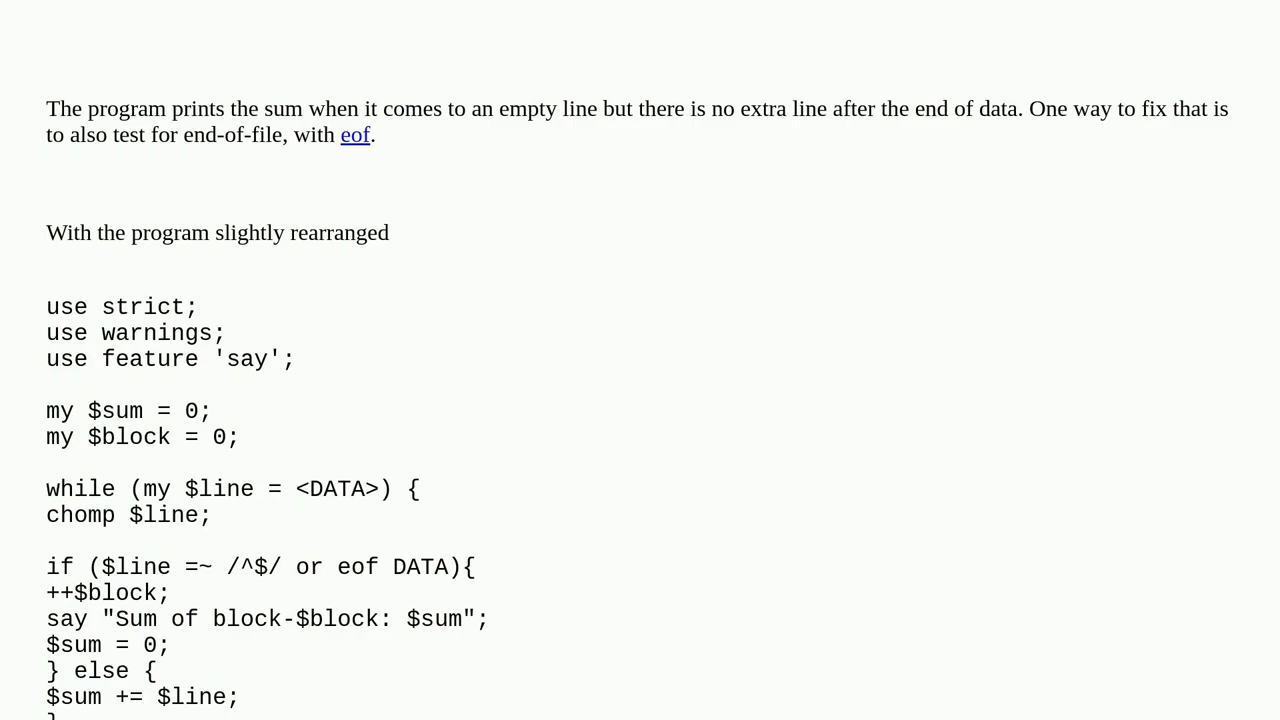 The program prints the sum when it comes to an empty line but there is no extra line after the end of data. One way to fix that is
to also test for end-of-file, with eof.
With the program slightly rearranged
use strict;
use warnings;
use feature 'say';
my $sum = 0;
my $block = 0;
while (my $line = <DATA>) {
chomp $line;
if ($line =~ /^$/ or eof DATA){
++$block;
say "Sum of block-$block: $sum";
$sum = 0;
} else {
$sum += $line;
}